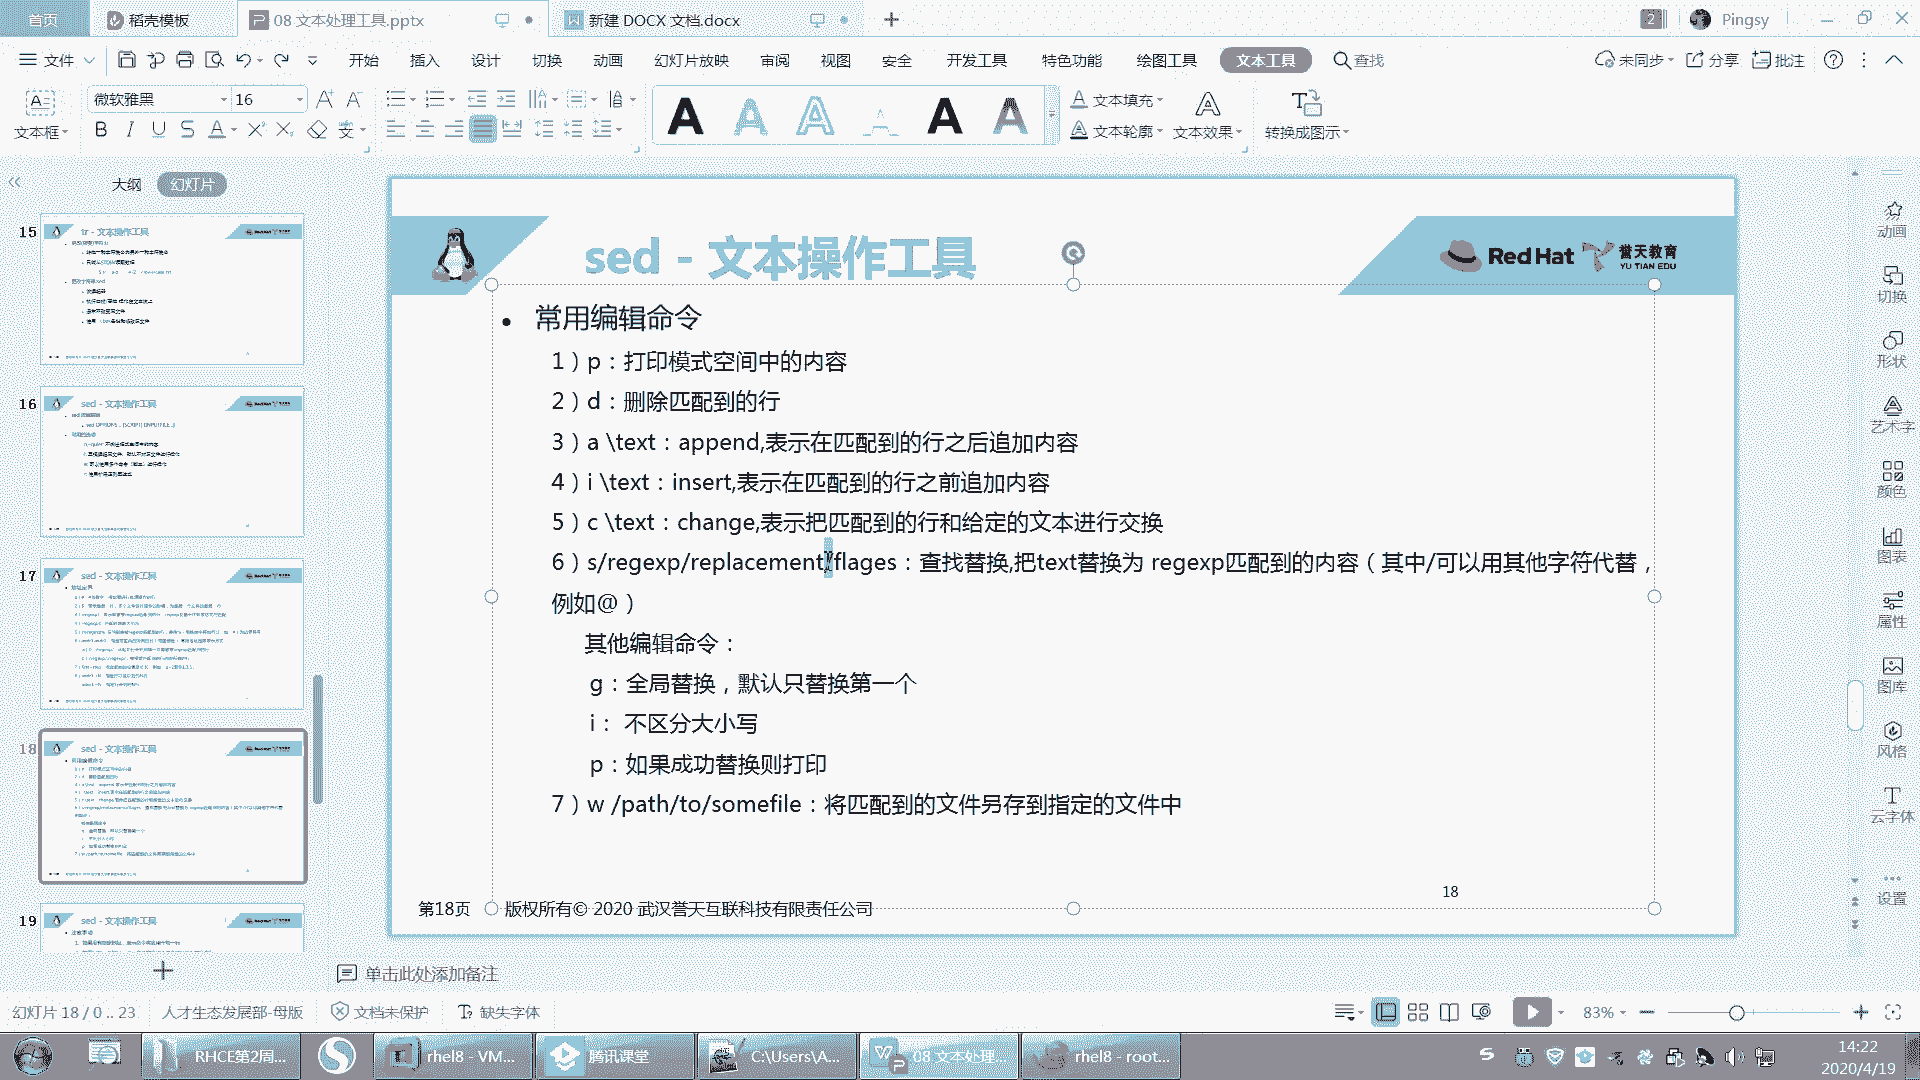 首页
稻壳模板
08 文本处理工具.pptx
新建 DOCX 文档.docx
2
Pingsy
文件
开始
插入
设计
切换
动画
幻灯片放映
审阅
视图
安全
开发工具
特色功能
绘图工具
文本工具
查找
未同步
分享
批注
文本框
微软雅黑
16
文本填充
文本轮廓
文本效果
转换成图示
大纲
幻灯片
15
tr - 文本操作工具
16
sed - 文本操作工具
17
sed - 文本操作工具
18
sed - 文本操作工具
19
sed - 文本操作工具
sed - 文本操作工具
Red Hat
誉天教育
YU TIAN EDU
• 常用编辑命令
1）p：打印模式空间中的内容
2）d：删除匹配到的行
3）a \text：append,表示在匹配到的行之后追加内容
4）i \text：insert,表示在匹配到的行之前追加内容
5）c \text：change,表示把匹配到的行和给定的文本进行交换
6）s/regexp/replacement/flages：查找替换,把text替换为 regexp匹配到的内容（其中/可以用其他字符代替，
例如@）
其他编辑命令：
g：全局替换，默认只替换第一个
i： 不区分大小写
p：如果成功替换则打印
7）w /path/to/somefile：将匹配到的文件另存到指定的文件中
18
第18页
版权所有© 2020 武汉誉天互联科技有限责任公司
单击此处添加备注
动画
切换
形状
艺术字
颜色
图表
属性
图库
风格
云字体
设置
幻灯片 18 / 0 .. 23
人才生态发展部-母版
文档未保护
缺失字体
83%
RHCE第2周...
rhel8 - VM...
腾讯课堂
C:\Users\A...
08 文本处理...
rhel8 - root...
14:22
2020/4/19